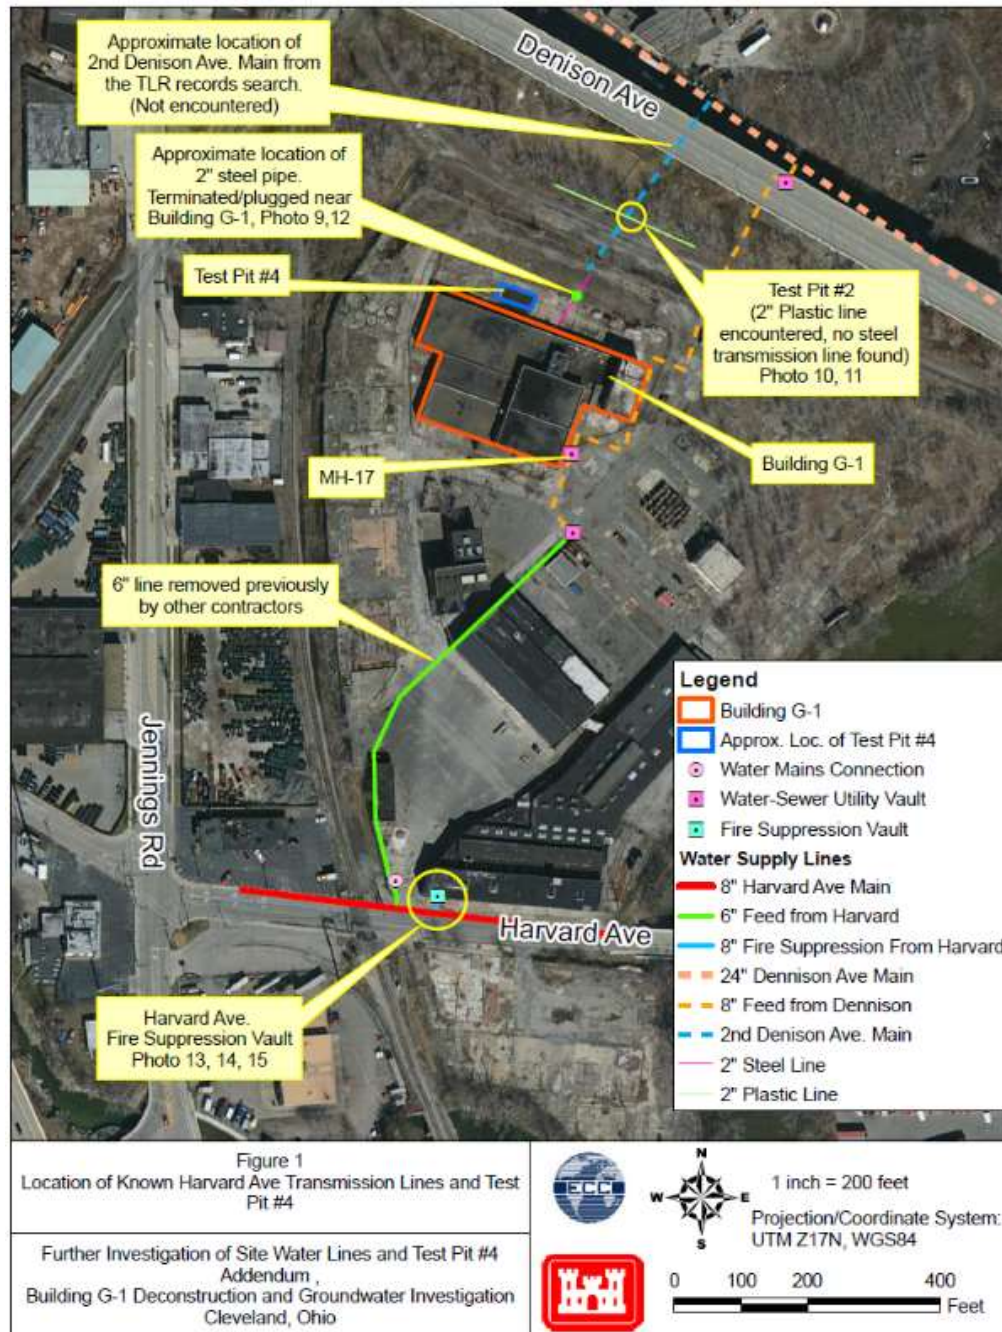 Approximate location of
2nd Denison Ave. Main from
the TLR records search.
(Not encountered)
Denison Ave
Approximate location of
2" steel pipe.
Terminated/plugged near
Building G-1, Photo 9,12
Test Pit #4
Test Pit #2
(2" Plastic line
encountered, no steel
transmission line found)
Photo 10, 11
Building G-1
MH-17
6" line removed previously
by other contractors
Jennings Rd
Harvard Ave
Harvard Ave.
Fire Suppression Vault
Photo 13, 14, 15
Legend
Building G-1
Approx. Loc. of Test Pit #4
Water Mains Connection
Water-Sewer Utility Vault
Fire Suppression Vault
Water Supply Lines
8" Harvard Ave Main
6" Feed from Harvard
8" Fire Suppression From Harvard
24" Dennison Ave Main
8" Feed from Dennison
2nd Denison Ave. Main
2" Steel Line
2" Plastic Line
Figure 1
Location of Known Harvard Ave Transmission Lines and Test
Pit #4
Further Investigation of Site Water Lines and Test Pit #4
Addendum ,
Building G-1 Deconstruction and Groundwater Investigation
Cleveland, Ohio
ECC
N
W E
S
1 inch = 200 feet
Projection/Coordinate System:
UTM Z17N, WGS84
0 100 200 400
Feet